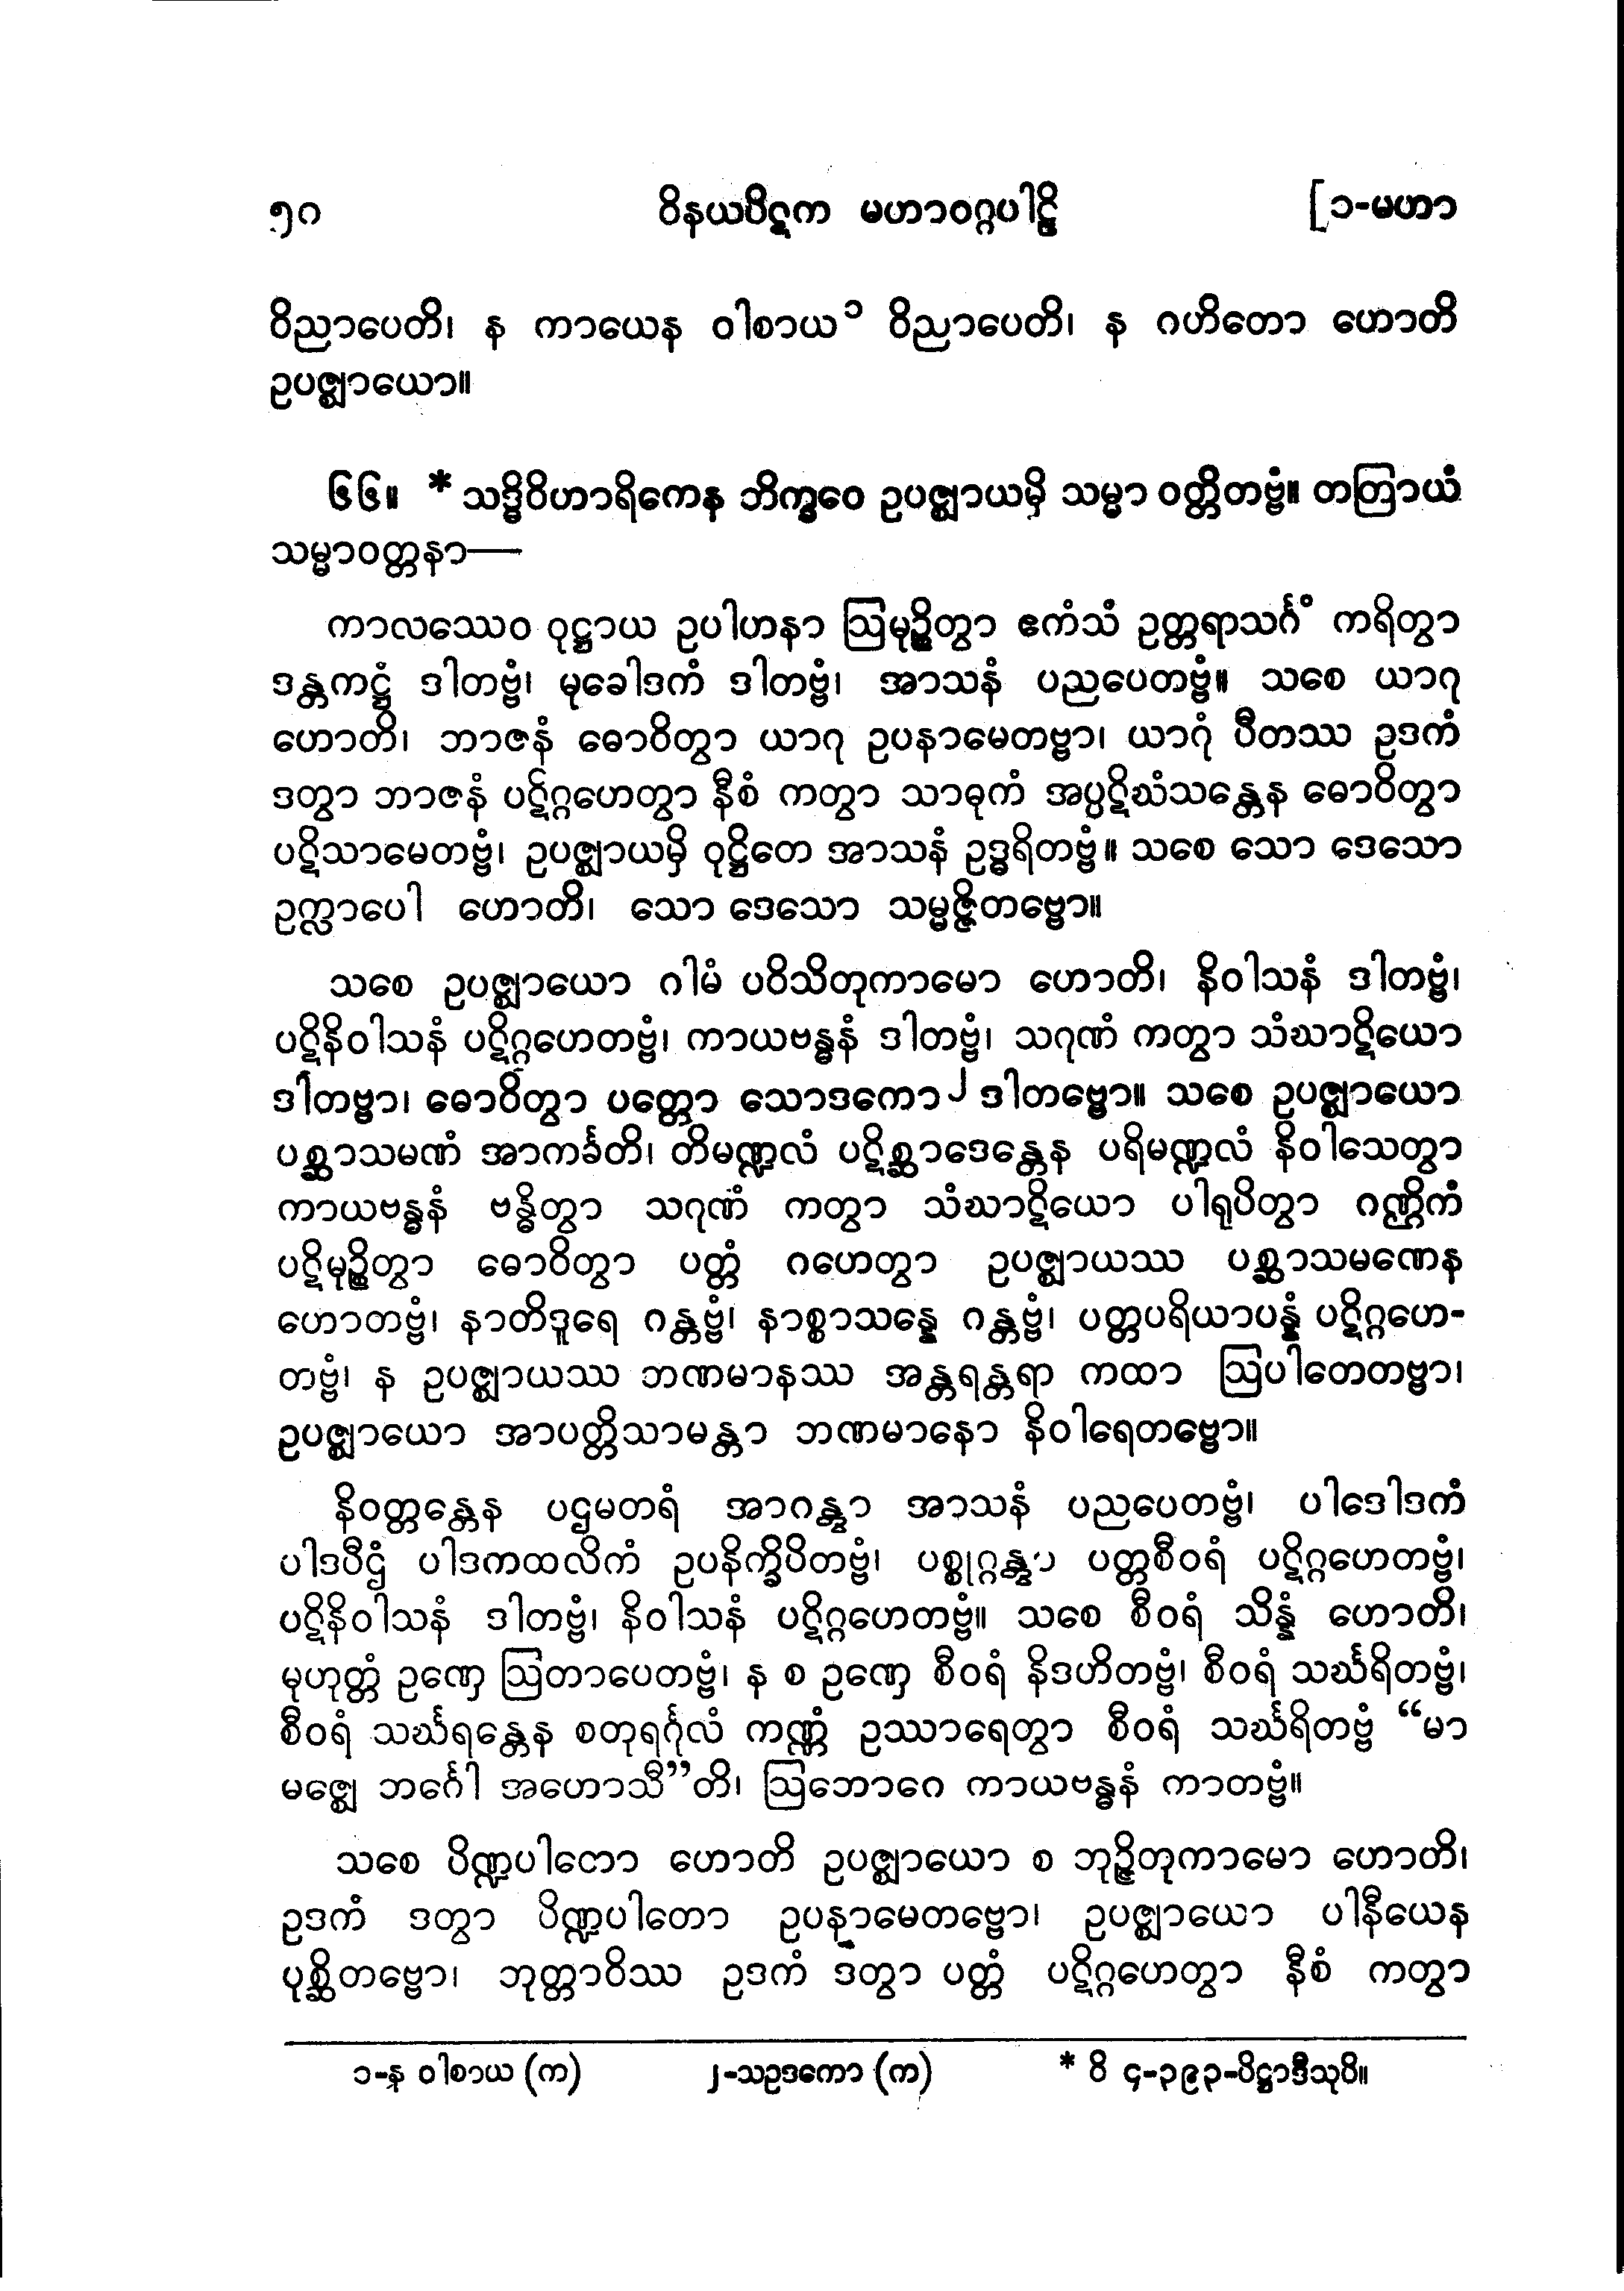 ၅၀ ဝိနယပိဋက မဟာဝဂ္ဂပါဠိ [၁-မဟာ
ဝိညာပေတိ၊ န ကာယေန ဝါစာယ ၁ ဝိညာပေတိ၊ န ဂဟိတော ဟောတိ
ဥပဇ္ဈာယော။
၆၆။ * သဒ္ဓိဝိဟာရိကေန ဘိက္ခဝေ ဥပဇ္ဈာယမှိ သမ္မာ ဝတ္တိတဗ္ဗံ။ တတြာယံ
သမ္မာဝတ္တနာ—
ကာလဿေဝ ဝုဋ္ဌာယ ဥပါဟနာ ဩမုဉ္စိတွာ ဧကံသံ ဥတ္တရာသင်္ဂံ ကရိတွာ
ဒန္တကဋ္ဌံ ဒါတဗ္ဗံ၊ မုခေါဒကံ ဒါတဗ္ဗံ၊ အာသနံ ပညပေတဗ္ဗံ။ သစေ ယာဂု
ဟောတိ၊ ဘာဇနံ ဓောဝိတွာ ယာဂု ဥပနာမေတဗ္ဗာ၊ ယာဂုံ ပီတဿ ဥဒကံ
ဒတွာ ဘာဇနံ ပဋိဂ္ဂဟေတွာ နီစံ ကတွာ သာဓုကံ အပ္ပဋိဃံသန္တေန ဓောဝိတွာ
ပဋိသာမေတဗ္ဗံ၊ ဥပဇ္ဈာယမှိ ဝုဋ္ဌိတေ အာသနံ ဥဒ္ဓရိတဗ္ဗံ။ သစေ သော ဒေသော
ဥက္လာပေါ ဟောတိ၊ သော ဒေသော သမ္မဇ္ဇိတဗ္ဗော။
သစေ ဥပဇ္ဈာယော ဂါမံ ပဝိသိတုကာမော ဟောတိ၊ နိဝါသနံ ဒါတဗ္ဗံ၊
ပဋိနိဝါသနံ ပဋိဂ္ဂဟေတဗ္ဗံ၊ ကာယဗန္ဓနံ ဒါတဗ္ဗံ၊ သဂုဏံ ကတွာ သံဃာဋိယော
ဒါတဗ္ဗာ၊ ဓောဝိတွာ ပတ္တော သောဒကော ၂ ဒါတဗ္ဗော။ သစေ ဥပဇ္ဈာယော
ပစ္ဆာသမဏံ အာကင်္ခတိ၊ တိမဏ္ဍလံ ပဋိစ္ဆာဒေန္တေန ပရိမဏ္ဍလံ နိဝါသေတွာ
ကာယဗန္ဓနံ ဗန္ဓိတွာ သဂုဏံ ကတွာ သံဃာဋိယော ပါရုပိတွာ ဂဏ္ဌိကံ
ပဋိမုဉ္စိတွာ ဓောဝိတွာ ပတ္တံ ဂဟေတွာ ဥပဇ္ဈာယဿ ပစ္ဆာသမဏေန
ဟောတဗ္ဗံ၊ နာတိဒူရေ ဂန္တဗ္ဗံ၊ နာစ္စာသန္နေ ဂန္တဗ္ဗံ၊ ပတ္တပရိယာပန္နံ ပဋိဂ္ဂဟေ-
တဗ္ဗံ၊ န ဥပဇ္ဈာယဿ ဘဏမာနဿ အန္တရန္တရာ ကထာ ဩပါတေတဗ္ဗာ၊
ဥပဇ္ဈာယော အာပတ္တိသာမန္တာ ဘဏမာနော နိဝါရေတဗ္ဗော။
နိဝတ္တန္တေန ပဌမတရံ အာဂန္တွာ အာသနံ ပညပေတဗ္ဗံ၊ ပါဒေါဒကံ
ပါဒပီဌံ ပါဒကထလိကံ ဥပနိက္ခိပိတဗ္ဗံ၊ ပစ္စုဂ္ဂန္တွာ ပတ္တစီဝရံ ပဋိဂ္ဂဟေတဗ္ဗံ၊
ပဋိနိဝါသနံ ဒါတဗ္ဗံ၊ နိဝါသနံ ပဋိဂ္ဂဟေတဗ္ဗံ။ သစေ စီဝရံ သိန္နံ ဟောတိ၊
မုဟုတ္တံ ဥဏှေ ဩတာပေတဗ္ဗံ၊ န စ ဥဏှေ စီဝရံ နိဒဟိတဗ္ဗံ၊ စီဝရံ သင်္ဃရိတဗ္ဗံ၊
စီဝရံ သင်္ဃရန္တေန စတုရင်္ဂုလံ ကဏ္ဏံ ဥဿာရေတွာ စီဝရံ သင်္ဃရိတဗ္ဗံ “မာ
မဇ္ဈေ ဘင်္ဂေါ အဟောသီ”တိ၊ ဩဘောဂေ ကာယဗန္ဓနံ ကာတဗ္ဗံ။
သစေ ပိဏ္ဍပါတော ဟောတိ ဥပဇ္ဈာယော စ ဘုဉ္ဇိတုကာမော ဟောတိ၊
ဥဒကံ ဒတွာ ပိဏ္ဍပါတော ဥပနာမေတဗ္ဗော၊ ဥပဇ္ဈာယော ပါနီယေန
ပုစ္ဆိတဗ္ဗော၊ ဘုတ္တာဝိဿ ဥဒကံ ဒတွာ ပတ္တံ ပဋိဂ္ဂဟေတွာ နီစံ ကတွာ
၁-န ဝါစာယ (က) ၂-သဥဒကော (က) * ဝိ ၄-၃၉၃-ပိဋ္ဌာဒီသုပိ။